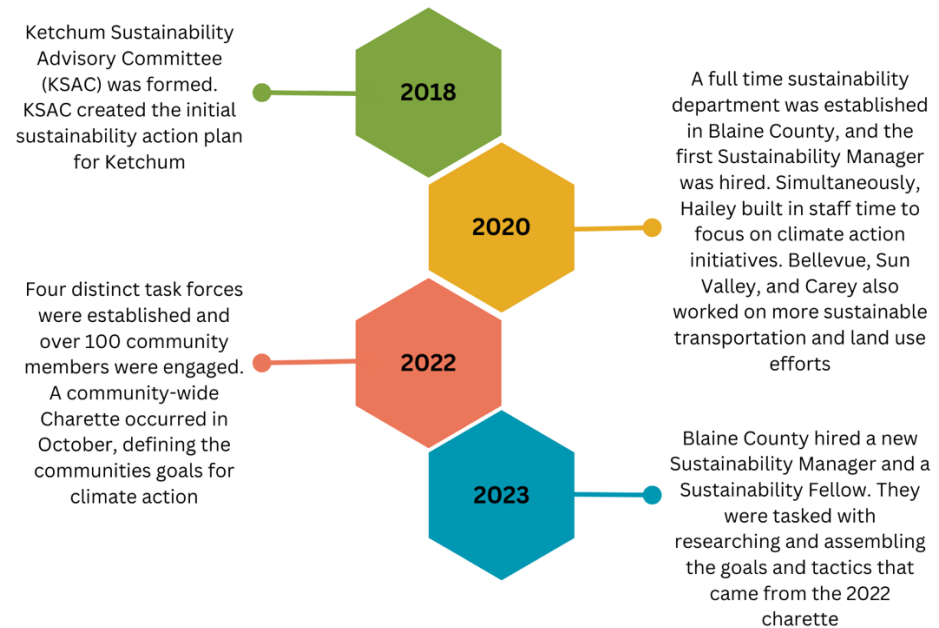 Ketchum Sustainability
Advisory Committee
(KSAC) was formed.
KSAC created the initial
sustainability action plan
for Ketchum
2018
A full time sustainability
department was established
in Blaine County, and the
first Sustainability Manager
was hired. Simultaneously,
Hailey built in staff time to
focus on climate action
initiatives. Bellevue, Sun
Valley, and Carey also
worked on more sustainable
transportation and land use
efforts
2020
Four distinct task forces
were established and
over 100 community
members were engaged.
A community-wide
Charette occurred in
October, defining the
communities goals for
climate action
2022
Blaine County hired a new
Sustainability Manager and a
Sustainability Fellow. They
were tasked with
researching and assembling
the goals and tactics that
came from the 2022
charette
2023